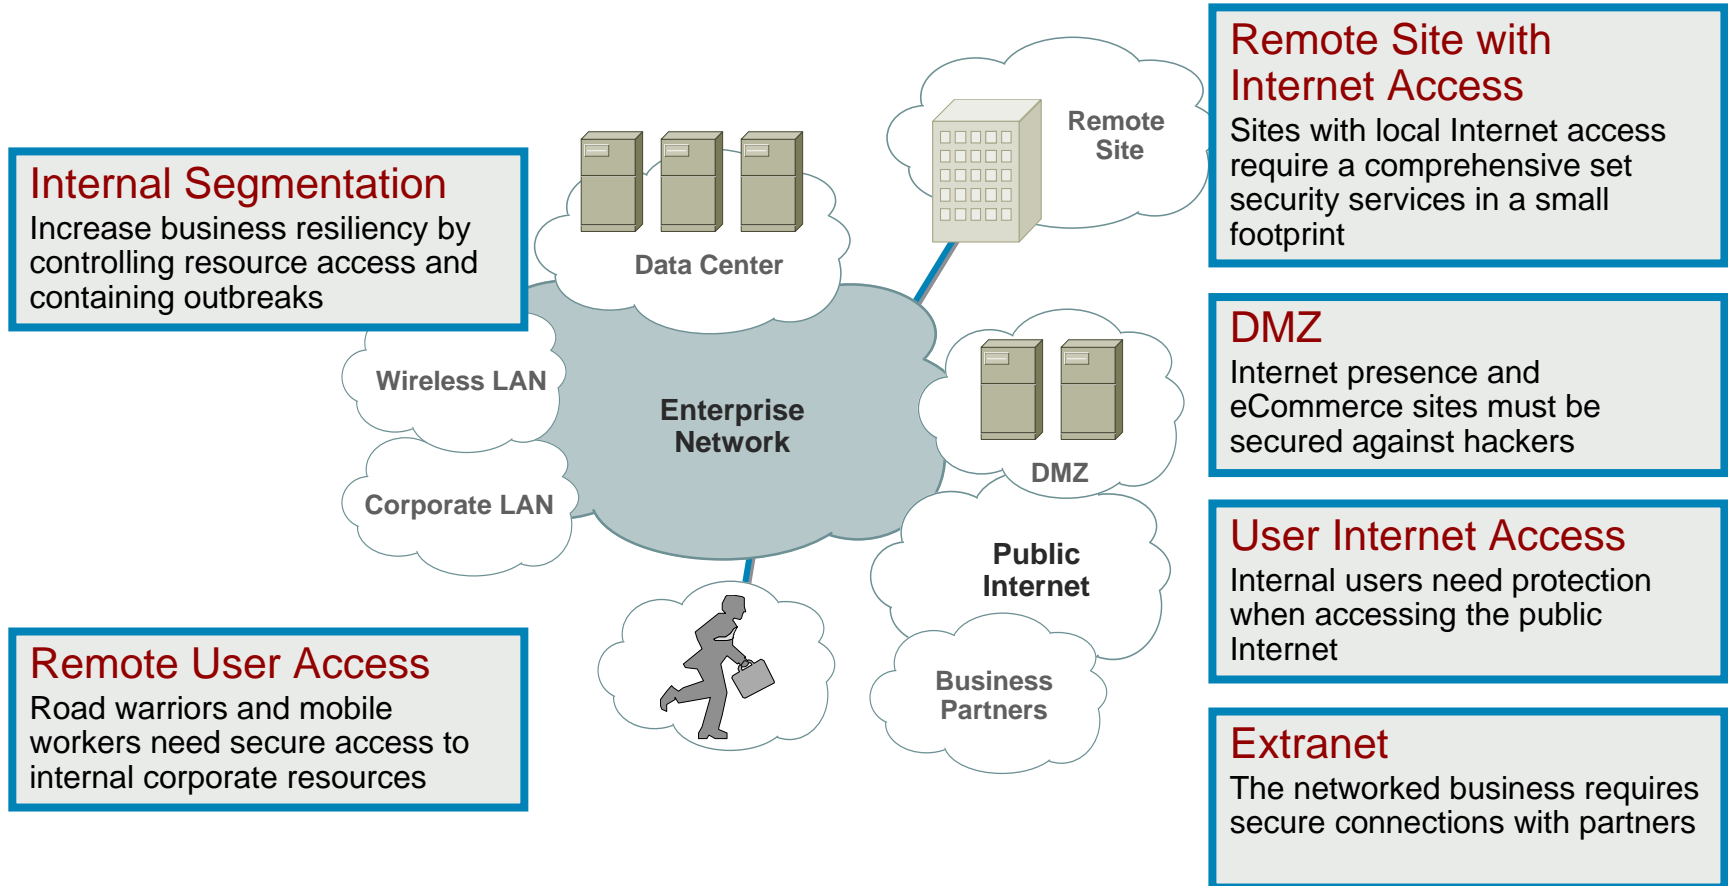 Internal Segmentation
Increase business resiliency by
controlling resource access and
containing outbreaks
Remote User Access
Road warriors and mobile
workers need secure access to
internal corporate resources
Data Center
Wireless LAN
Corporate LAN
Enterprise
Network
Remote
Site
DMZ
Public
Internet
Business
Partners
Remote Site with
Internet Access
Sites with local Internet access
require a comprehensive set
security services in a small
footprint
DMZ
Internet presence and
eCommerce sites must be
secured against hackers
User Internet Access
Internal users need protection
when accessing the public
Internet
Extranet
The networked business requires
secure connections with partners